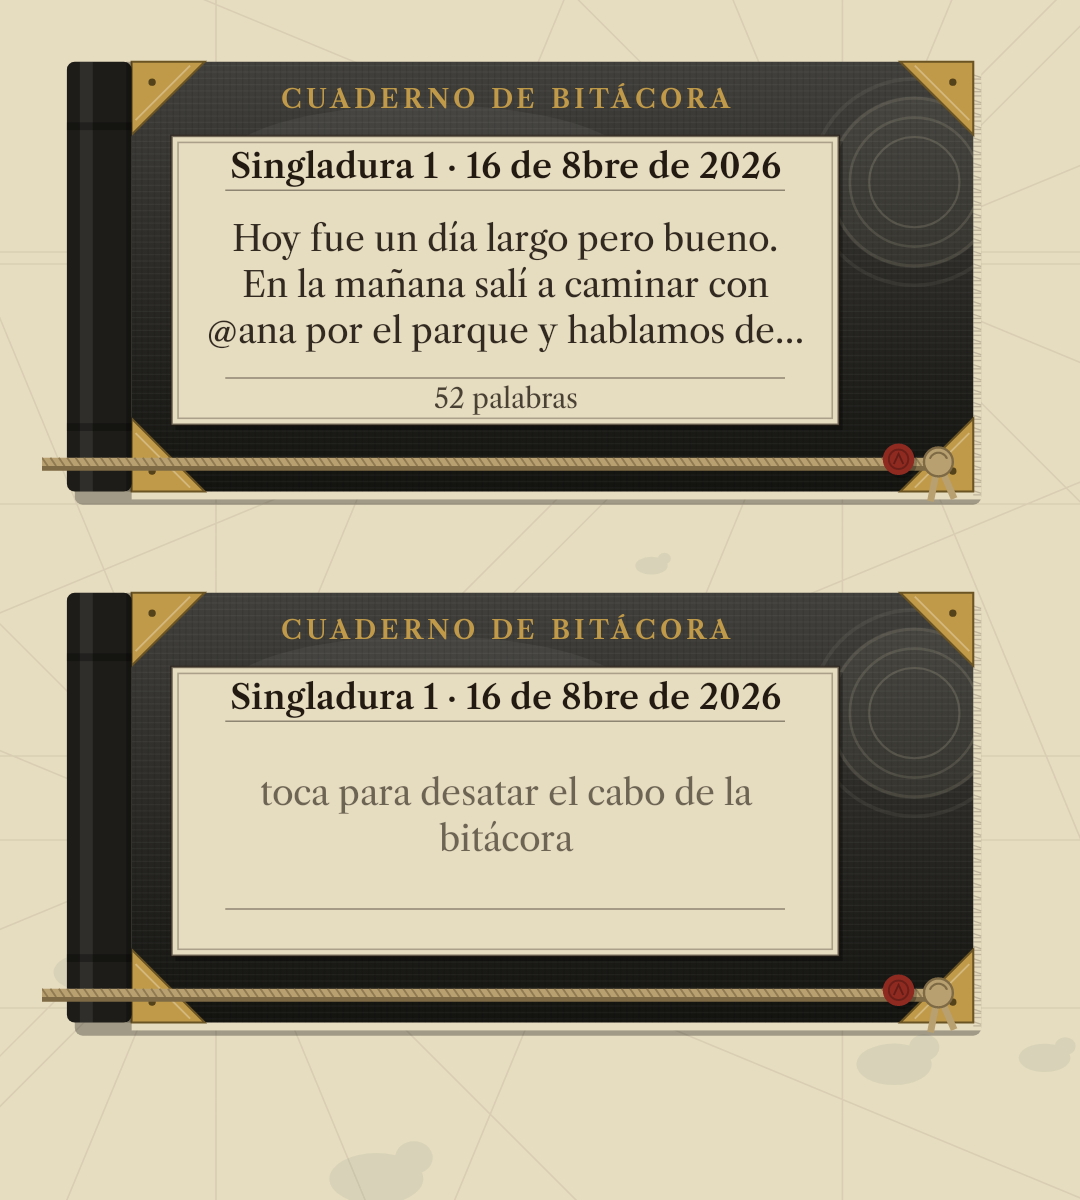 CUADERNO DE BITÁCORA
Singladura 1 · 16 de 8bre de 2026
Hoy fue un día largo pero bueno.
En la mañana salí a caminar con
@ana por el parque y hablamos de...
52 palabras
CUADERNO DE BITÁCORA
Singladura 1 · 16 de 8bre de 2026
toca para desatar el cabo de la
bitácora